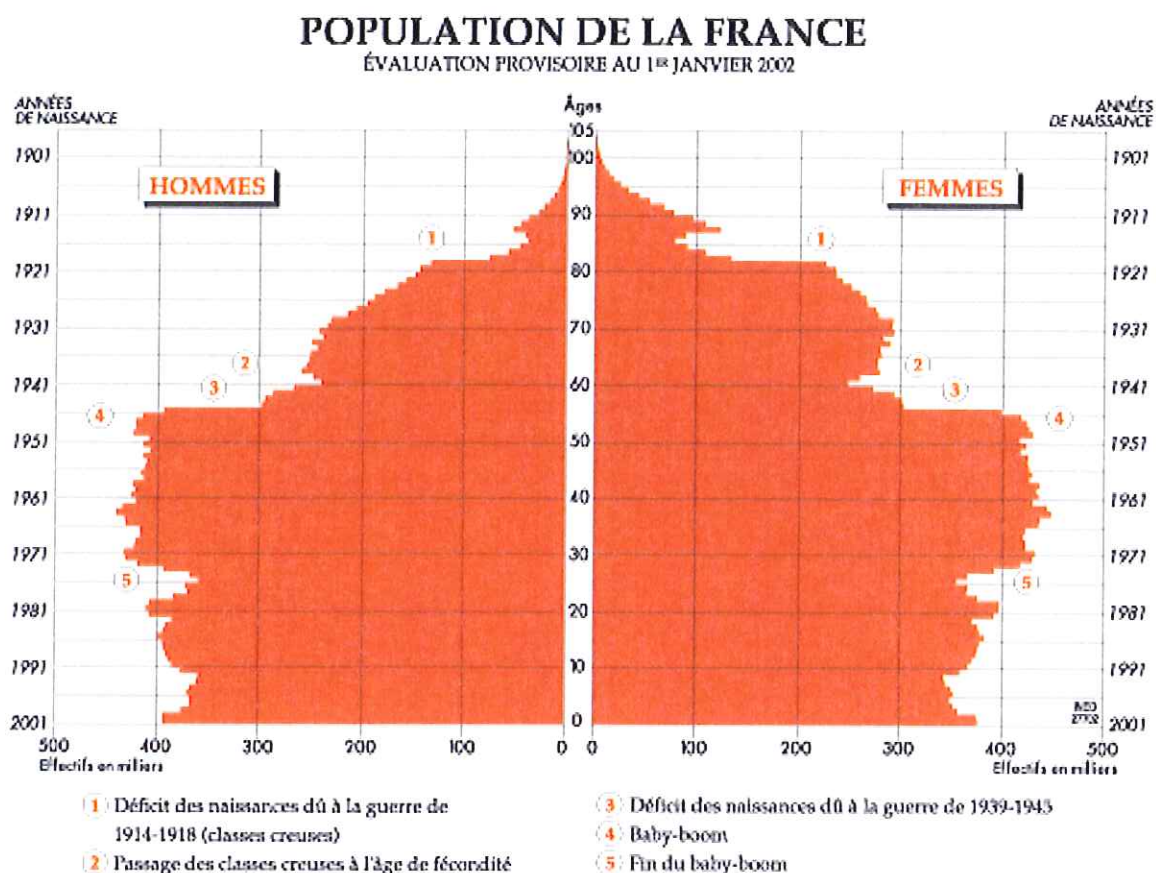 POPULATION DE LA FRANCE
ÉVALUATION PROVISOIRE AU 1ER JANVIER 2002
ANNÉES
DE NAISSANCE
Âges
ANNÉES
DE NAISSANCE
HOMMES
FEMMES
1901
1911
1921
1931
1941
1951
1961
1971
1981
1991
2001
105
100
90
80
70
60
50
40
30
20
10
0
1901
1911
1921
1931
1941
1951
1961
1971
1981
1991
2001
1
2
3
4
5
1
2
3
4
5
500 400 300 200 100 0
0 100 200 300 400 500
Effectifs en milliers
Effectifs en milliers
1 Déficit des naissances dû à la guerre de
1914-1918 (classes creuses)
2 Passage des classes creuses à l'âge de fécondité
3 Déficit des naissances dû à la guerre de 1939-1945
4 Baby-boom
5 Fin du baby-boom